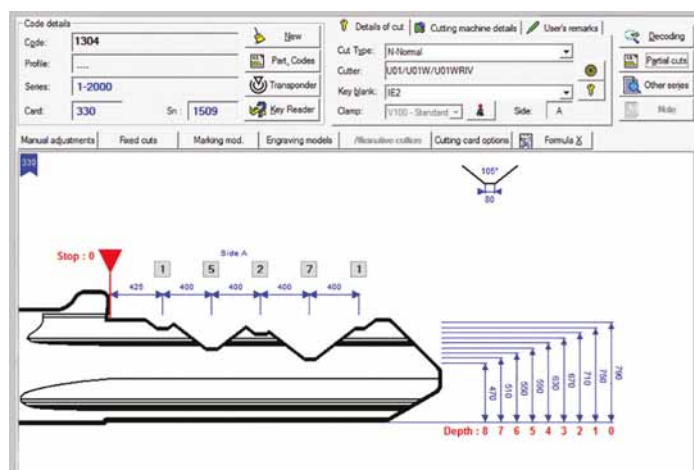 Code details
Code: 1304
Profile: ....
Series: 1-2000
Card: 330 Sn: 1509
New
Part. Codes
Transponder
Key Reader
Details of cut
Cutting machine details
User's remarks
Cut Type: N-Normal
Cutter: U01/U01W/U01WRIV
Key blank: IE2
Clamp: V100 - Standard
Side: A
Decoding
Partial cuts
Other series
Note
Manual adjustments
Fixed cuts
Marking mod.
Engraving models
Alternative cutters
Cutting card options
Formula X
330
105°
80
Stop : 0
Side A
1 5 2 7 1
425 400 400 400 400
470 510 550 590 630 670 710 750 790
Depth : 8 7 6 5 4 3 2 1 0